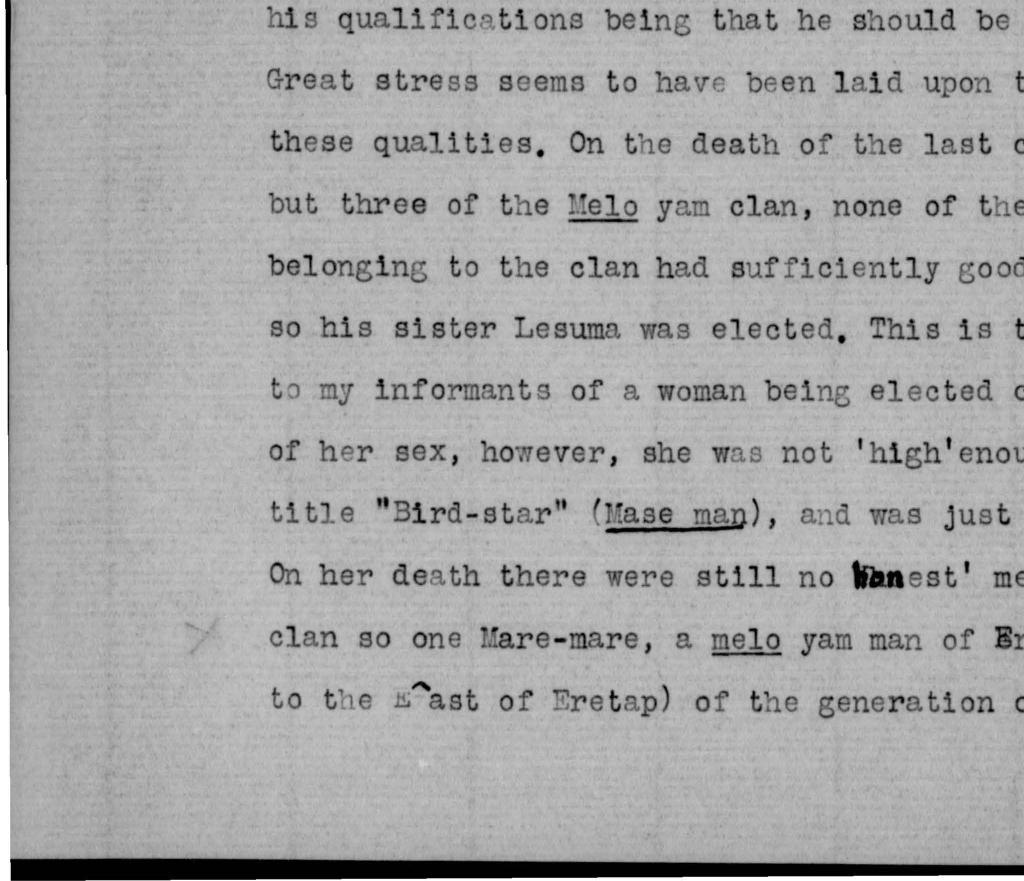 his qualifications being that he should be
Great stress seems to have been laid upon t
these qualities. On the death of the last c
but three of the Melo yam clan, none of the
belonging to the clan had sufficiently good
so his sister Lesuma was elected. This is t
to my informants of a woman being elected c
of her sex, however, she was not 'high'enou
title "Bird-star" (Mase man), and was just
On her death there were still no 'honest' me
clan so one Mare-mare, a melo yam man of Er
to the E^ast of Eretap) of the generation o